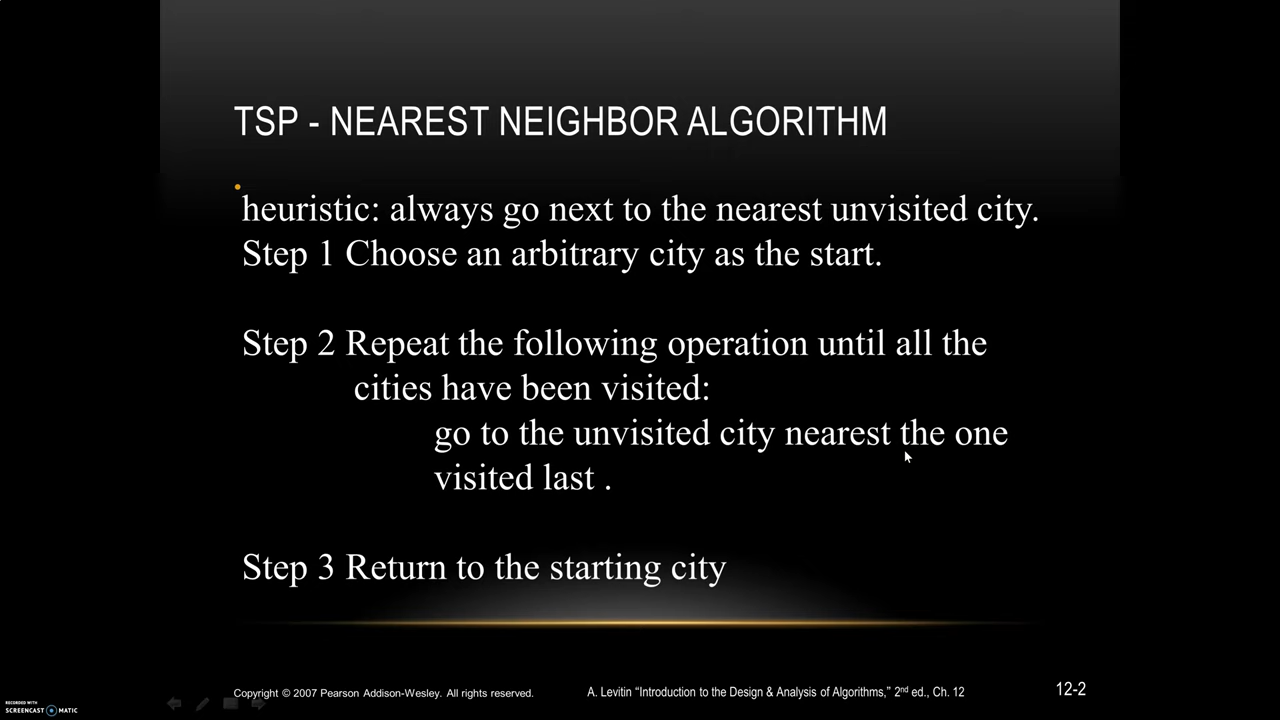 TSP - NEAREST NEIGHBOR ALGORITHM
heuristic: always go next to the nearest unvisited city.
Step 1 Choose an arbitrary city as the start.
Step 2 Repeat the following operation until all the
cities have been visited:
go to the unvisited city nearest the one
visited last .
Step 3 Return to the starting city
Copyright © 2007 Pearson Addison-Wesley. All rights reserved.
A. Levitin “Introduction to the Design & Analysis of Algorithms,” 2nd ed., Ch. 12
12-2
RECORDED WITH
SCREENCAST MATIC